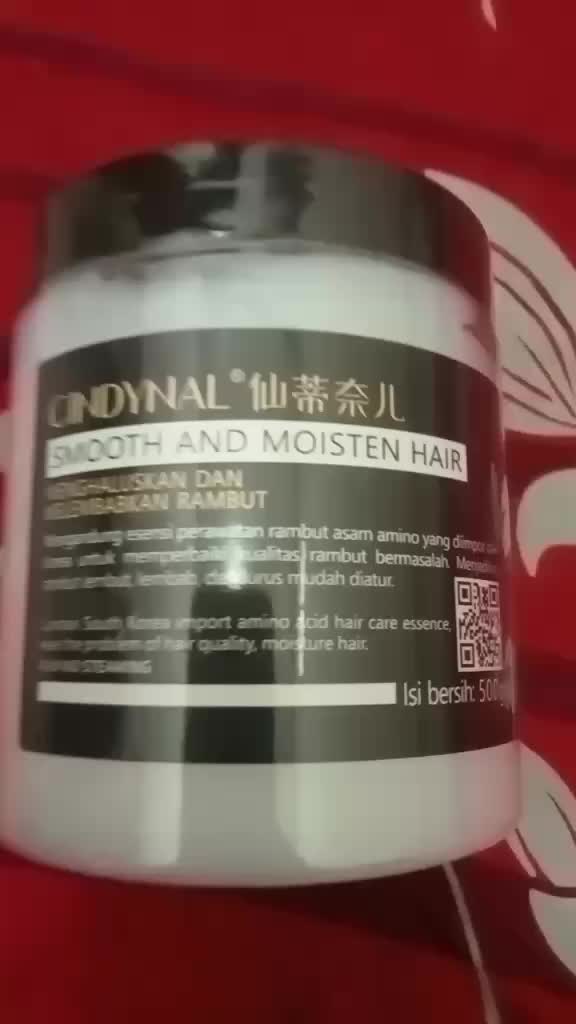 CINDYNAL® 仙蒂奈儿
SMOOTH AND MOISTEN HAIR
MENGHALUSKAN DAN
MELEMBABKAN RAMBUT
esensi perawatan rambut asam amino yang diimpor
untuk memperbaiki kualitas rambut bermasalah.
rambut lembut, lembab, dan lurus mudah diatur.
South Korea import amino acid hair care essence,
the problem of hair quality, moisture hair.
STEAMING
Isi bersih: 500